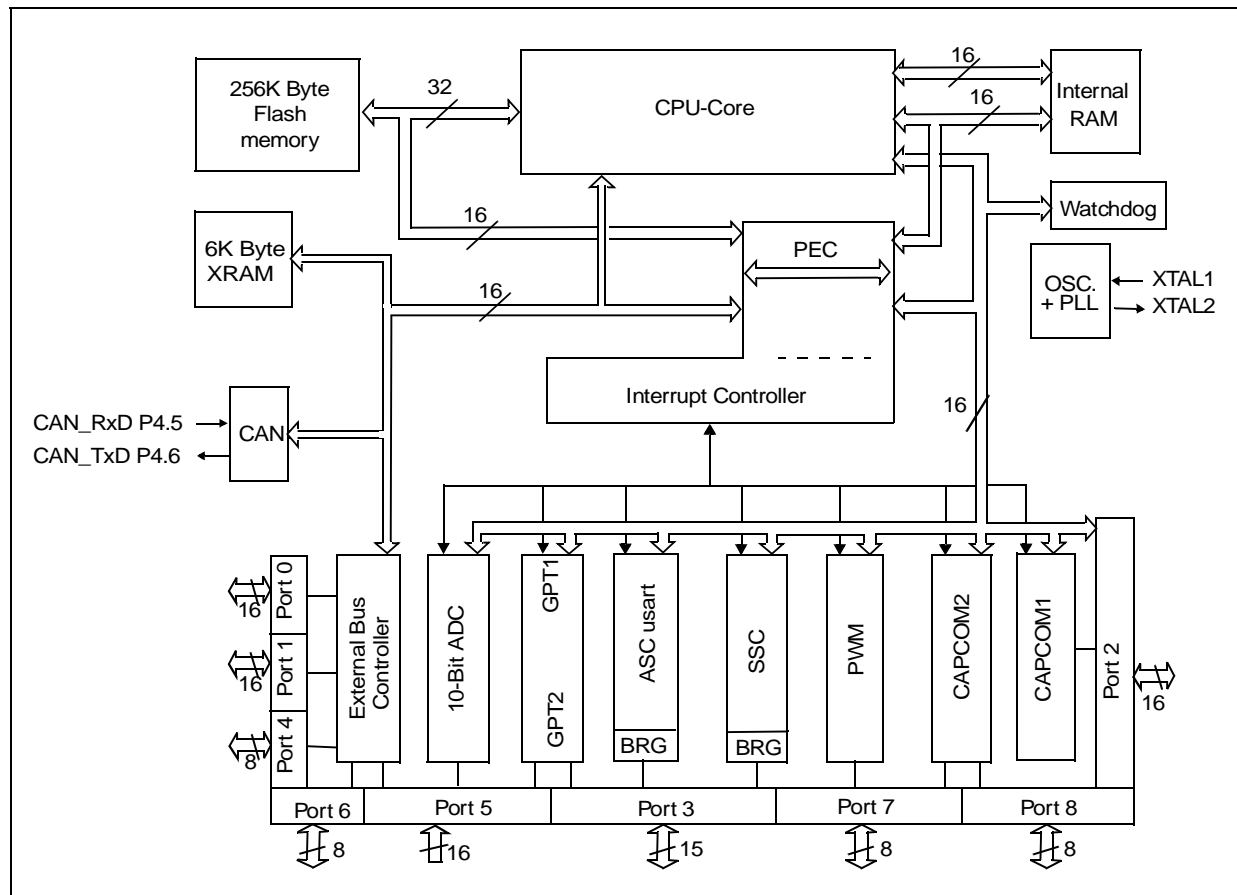 256K Byte
Flash
memory
32
CPU-Core
16
16
Internal
RAM
Watchdog
16
6K Byte
XRAM
PEC
OSC.
+ PLL
XTAL1
XTAL2
16
Interrupt Controller
16
CAN_RxD P4.5
CAN_TxD P4.6
CAN
Port 0
16
Port 1
16
Port 4
8
External Bus
Controller
10-Bit ADC
GPT1
GPT2
ASC usart
BRG
SSC
BRG
PWM
CAPCOM2
CAPCOM1
Port 2
16
Port 6
Port 5
Port 3
Port 7
Port 8
8
16
15
8
8